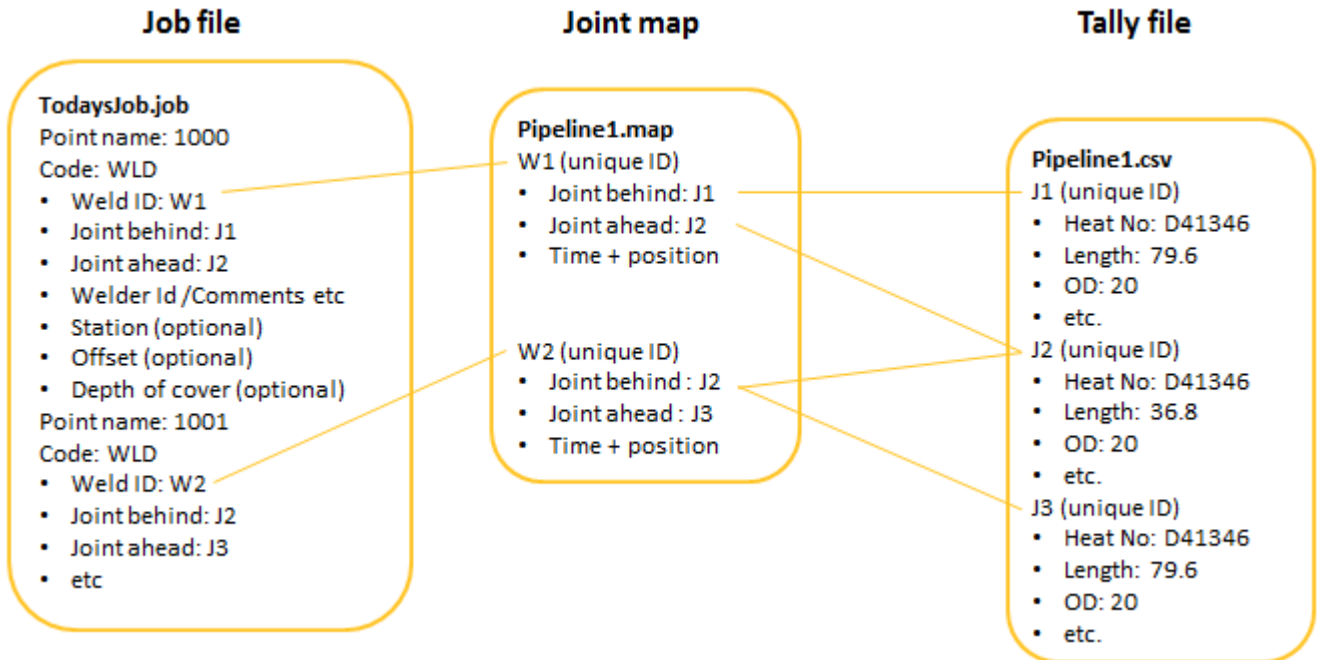 Job file
TodaysJob.job
Point name: 1000
Code: WLD
• Weld ID: W1
• Joint behind: J1
• Joint ahead: J2
• Welder Id /Comments etc
• Station (optional)
• Offset (optional)
• Depth of cover (optional)
Point name: 1001
Code: WLD
• Weld ID: W2
• Joint behind: J2
• Joint ahead: J3
• etc
Joint map
Pipeline1.map
W1 (unique ID)
• Joint behind: J1
• Joint ahead: J2
• Time + position
W2 (unique ID)
• Joint behind : J2
• Joint ahead : J3
• Time + position
Tally file
Pipeline1.csv
J1 (unique ID)
• Heat No: D41346
• Length: 79.6
• OD: 20
• etc.
J2 (unique ID)
• Heat No: D41346
• Length: 36.8
• OD: 20
• etc.
J3 (unique ID)
• Heat No: D41346
• Length: 79.6
• OD: 20
• etc.